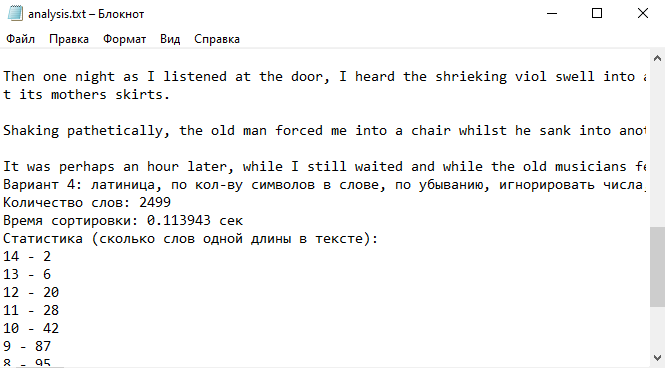 analysis.txt – Блокнот
Файл Правка Формат Вид Справка
Then one night as I listened at the door, I heard the shrieking viol swell into a
t its mothers skirts.
Shaking pathetically, the old man forced me into a chair whilst he sank into anot
It was perhaps an hour later, while I still waited and while the old musicians fe
Вариант 4: латиница, по кол-ву символов в слове, по убыванию, игнорировать числа,
Количество слов: 2499
Время сортировки: 0.113943 сек
Статистика (сколько слов одной длины в тексте):
14 - 2
13 - 6
12 - 20
11 - 28
10 - 42
9 - 87
8 - 95